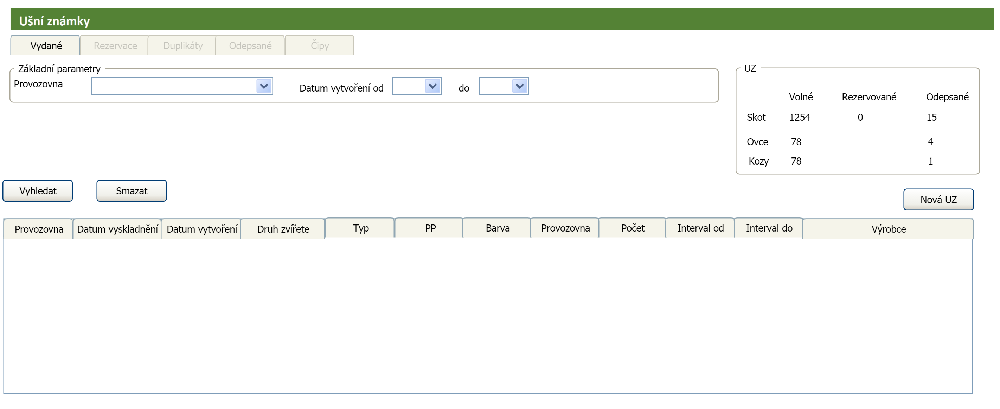 Ušní známky
Vydané Rezervace Duplikáty Odepsané Čipy
Základní parametry
Provozovna Datum vytvoření od do
UZ
Volné Rezervované Odepsané
Skot 1254 0 15
Ovce 78 4
Kozy 78 1
Vyhledat Smazat
Nová UZ
Provozovna Datum vyskladnění Datum vytvoření Druh zvířete Typ PP Barva Provozovna Počet Interval od Interval do Výrobce